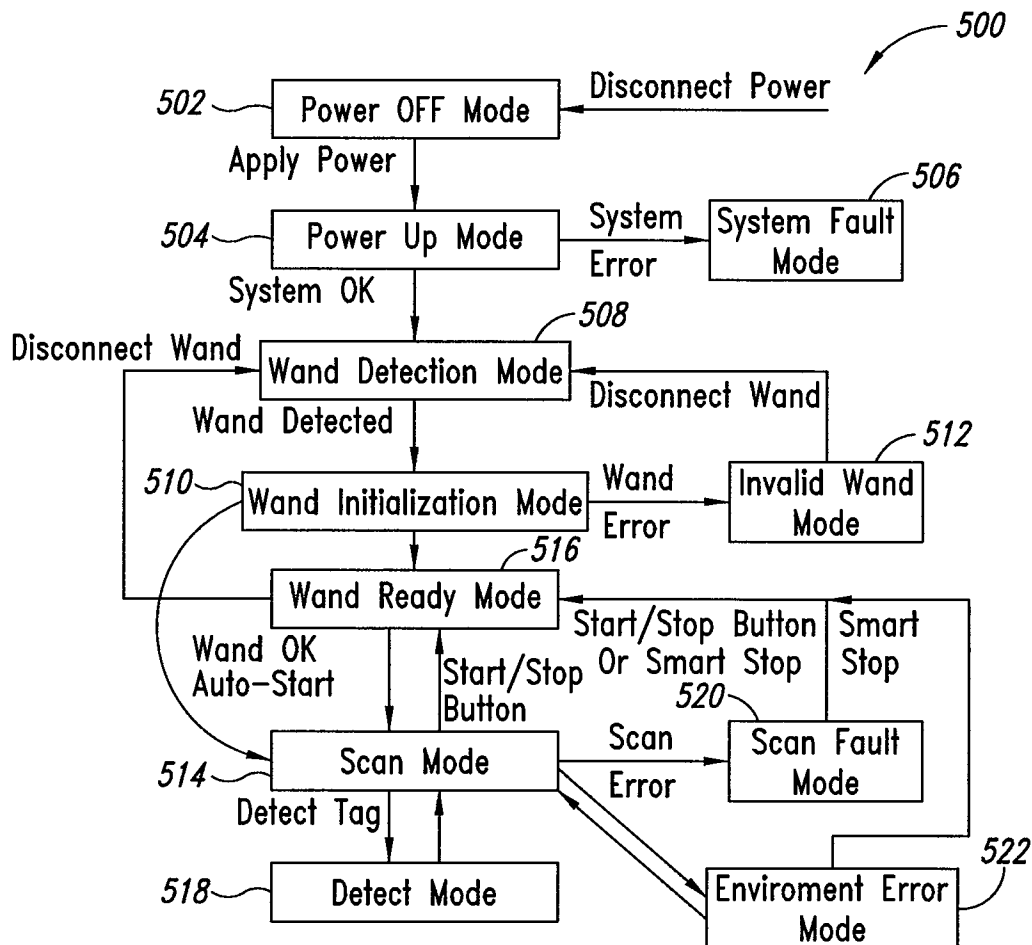 500
Disconnect Power
502
Power OFF Mode
Apply Power
506
504
Power Up Mode
System
Error
System Fault
Mode
System OK
508
Disconnect Wand
Wand Detection Mode
Disconnect Wand
Wand Detected
512
510
Wand Initialization Mode
Wand
Error
Invalid Wand
Mode
516
Wand Ready Mode
Start/Stop Button
Or Smart Stop
Smart
Stop
Wand OK
Auto-Start
Start/Stop
Button
520
Scan
Error
Scan Fault
Mode
Scan Mode
514
Detect Tag
522
518
Detect Mode
Enviroment Error
Mode